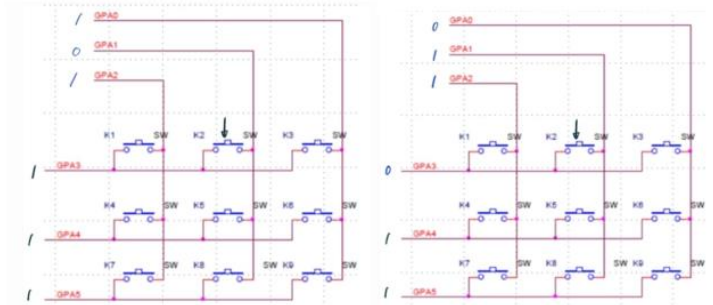 1 GPA0
0 GPA1
1 GPA2
K1 SW K2 SW K3 SW
1 GPA3
K4 SW K5 SW K6 SW
1 GPA4
K7 SW K8 SW K9 SW
1 GPA5
0 GPA0
1 GPA1
1 GPA2
K1 SW K2 SW K3 SW
0 GPA3
K4 SW K5 SW K6 SW
1 GPA4
K7 SW K8 SW K9 SW
1 GPA5